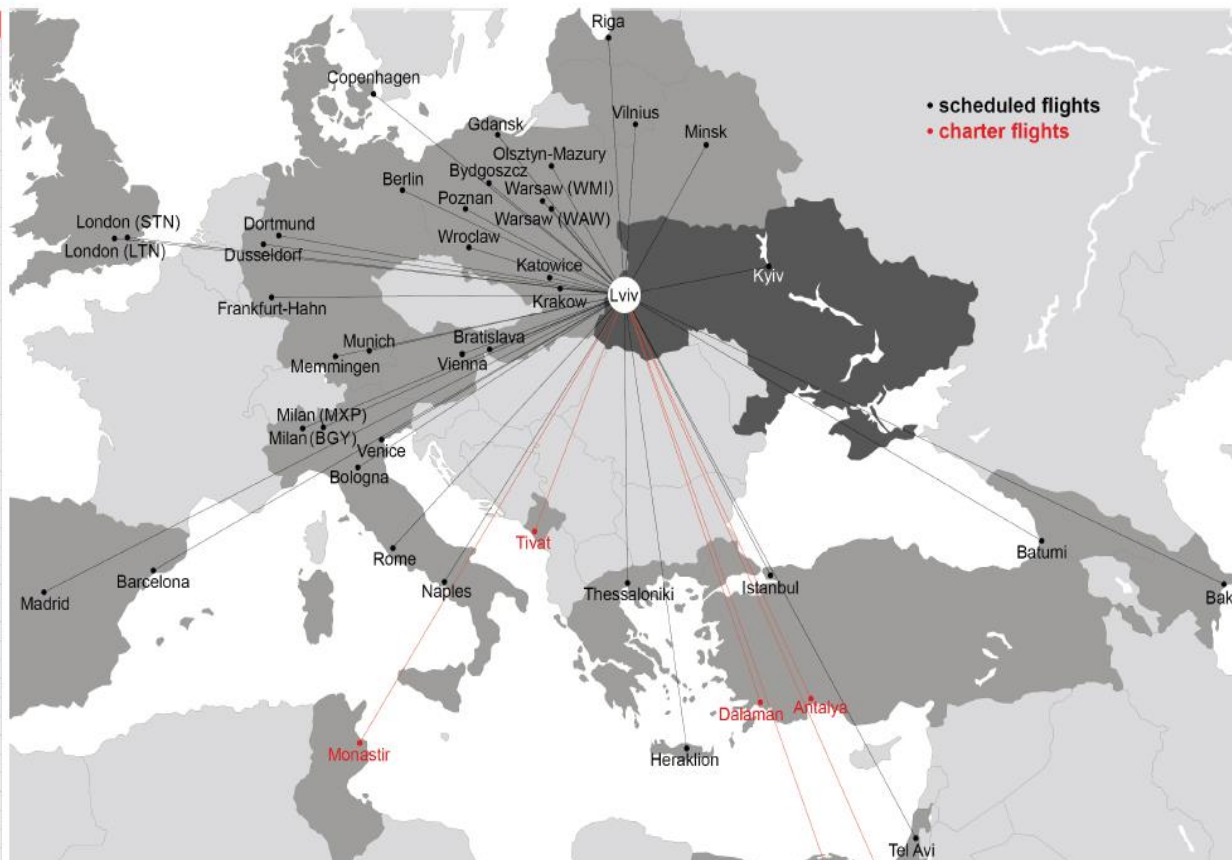 Riga
Copenhagen
• scheduled flights
• charter flights
Vilnius
Gdansk
Minsk
Olsztyn-Mazury
Bydgoszcz
Berlin
Warsaw (WMI)
Poznan
Warsaw (WAW)
London (STN)
Dortmund
London (LTN)
Wroclaw
Dusseldorf
Katowice
Kyiv
Krakow
Lviv
Frankfurt-Hahn
Munich
Bratislava
Memmingen
Vienna
Milan (MXP)
Milan (BGY)
Venice
Bologna
Tivat
Rome
Batumi
Barcelona
Madrid
Naples
Thessaloniki
Istanbul
Bak
Dalaman
Antalya
Monastir
Heraklion
Tel Avi